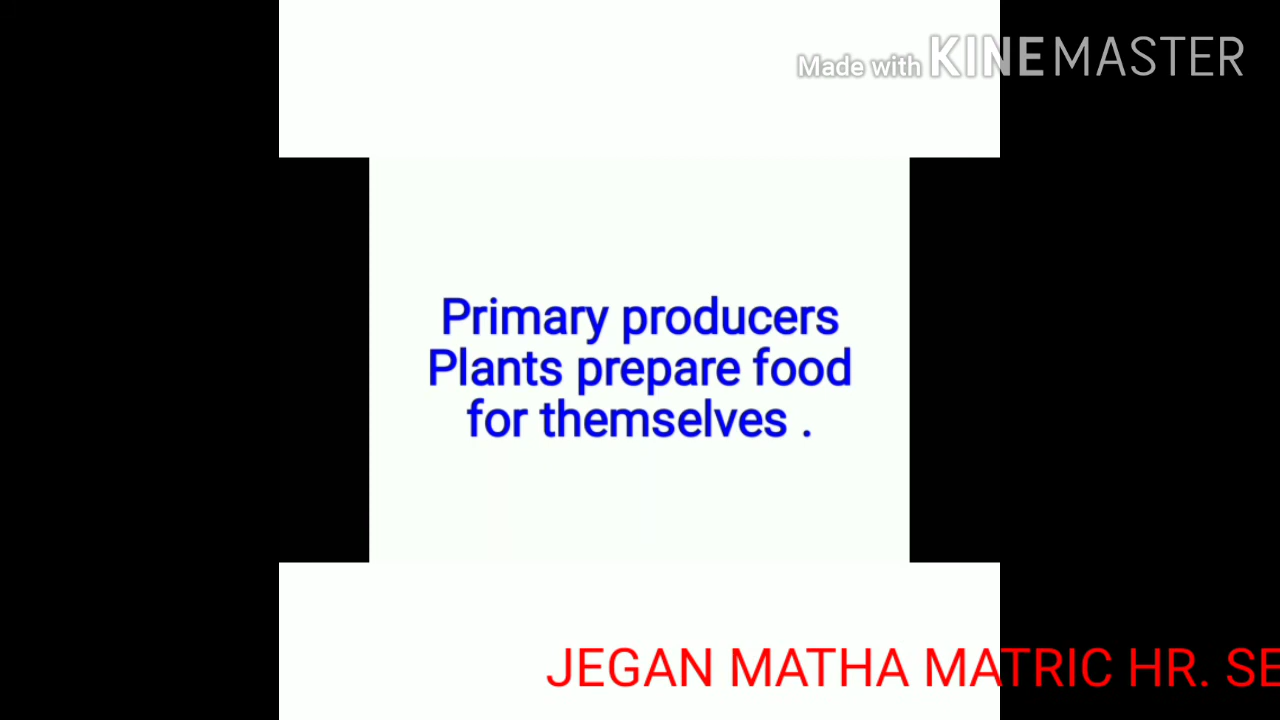 Made with KINEMASTER
Primary producers
Plants prepare food
for themselves .
JEGAN MATHA MATRIC HR. SE